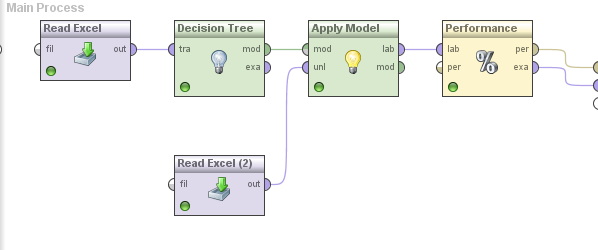 Main Process
Read Excel
fil out
Decision Tree
tra mod
exa
Apply Model
mod lab
unl mod
Performance
lab per
per exa
%
Read Excel (2)
fil out